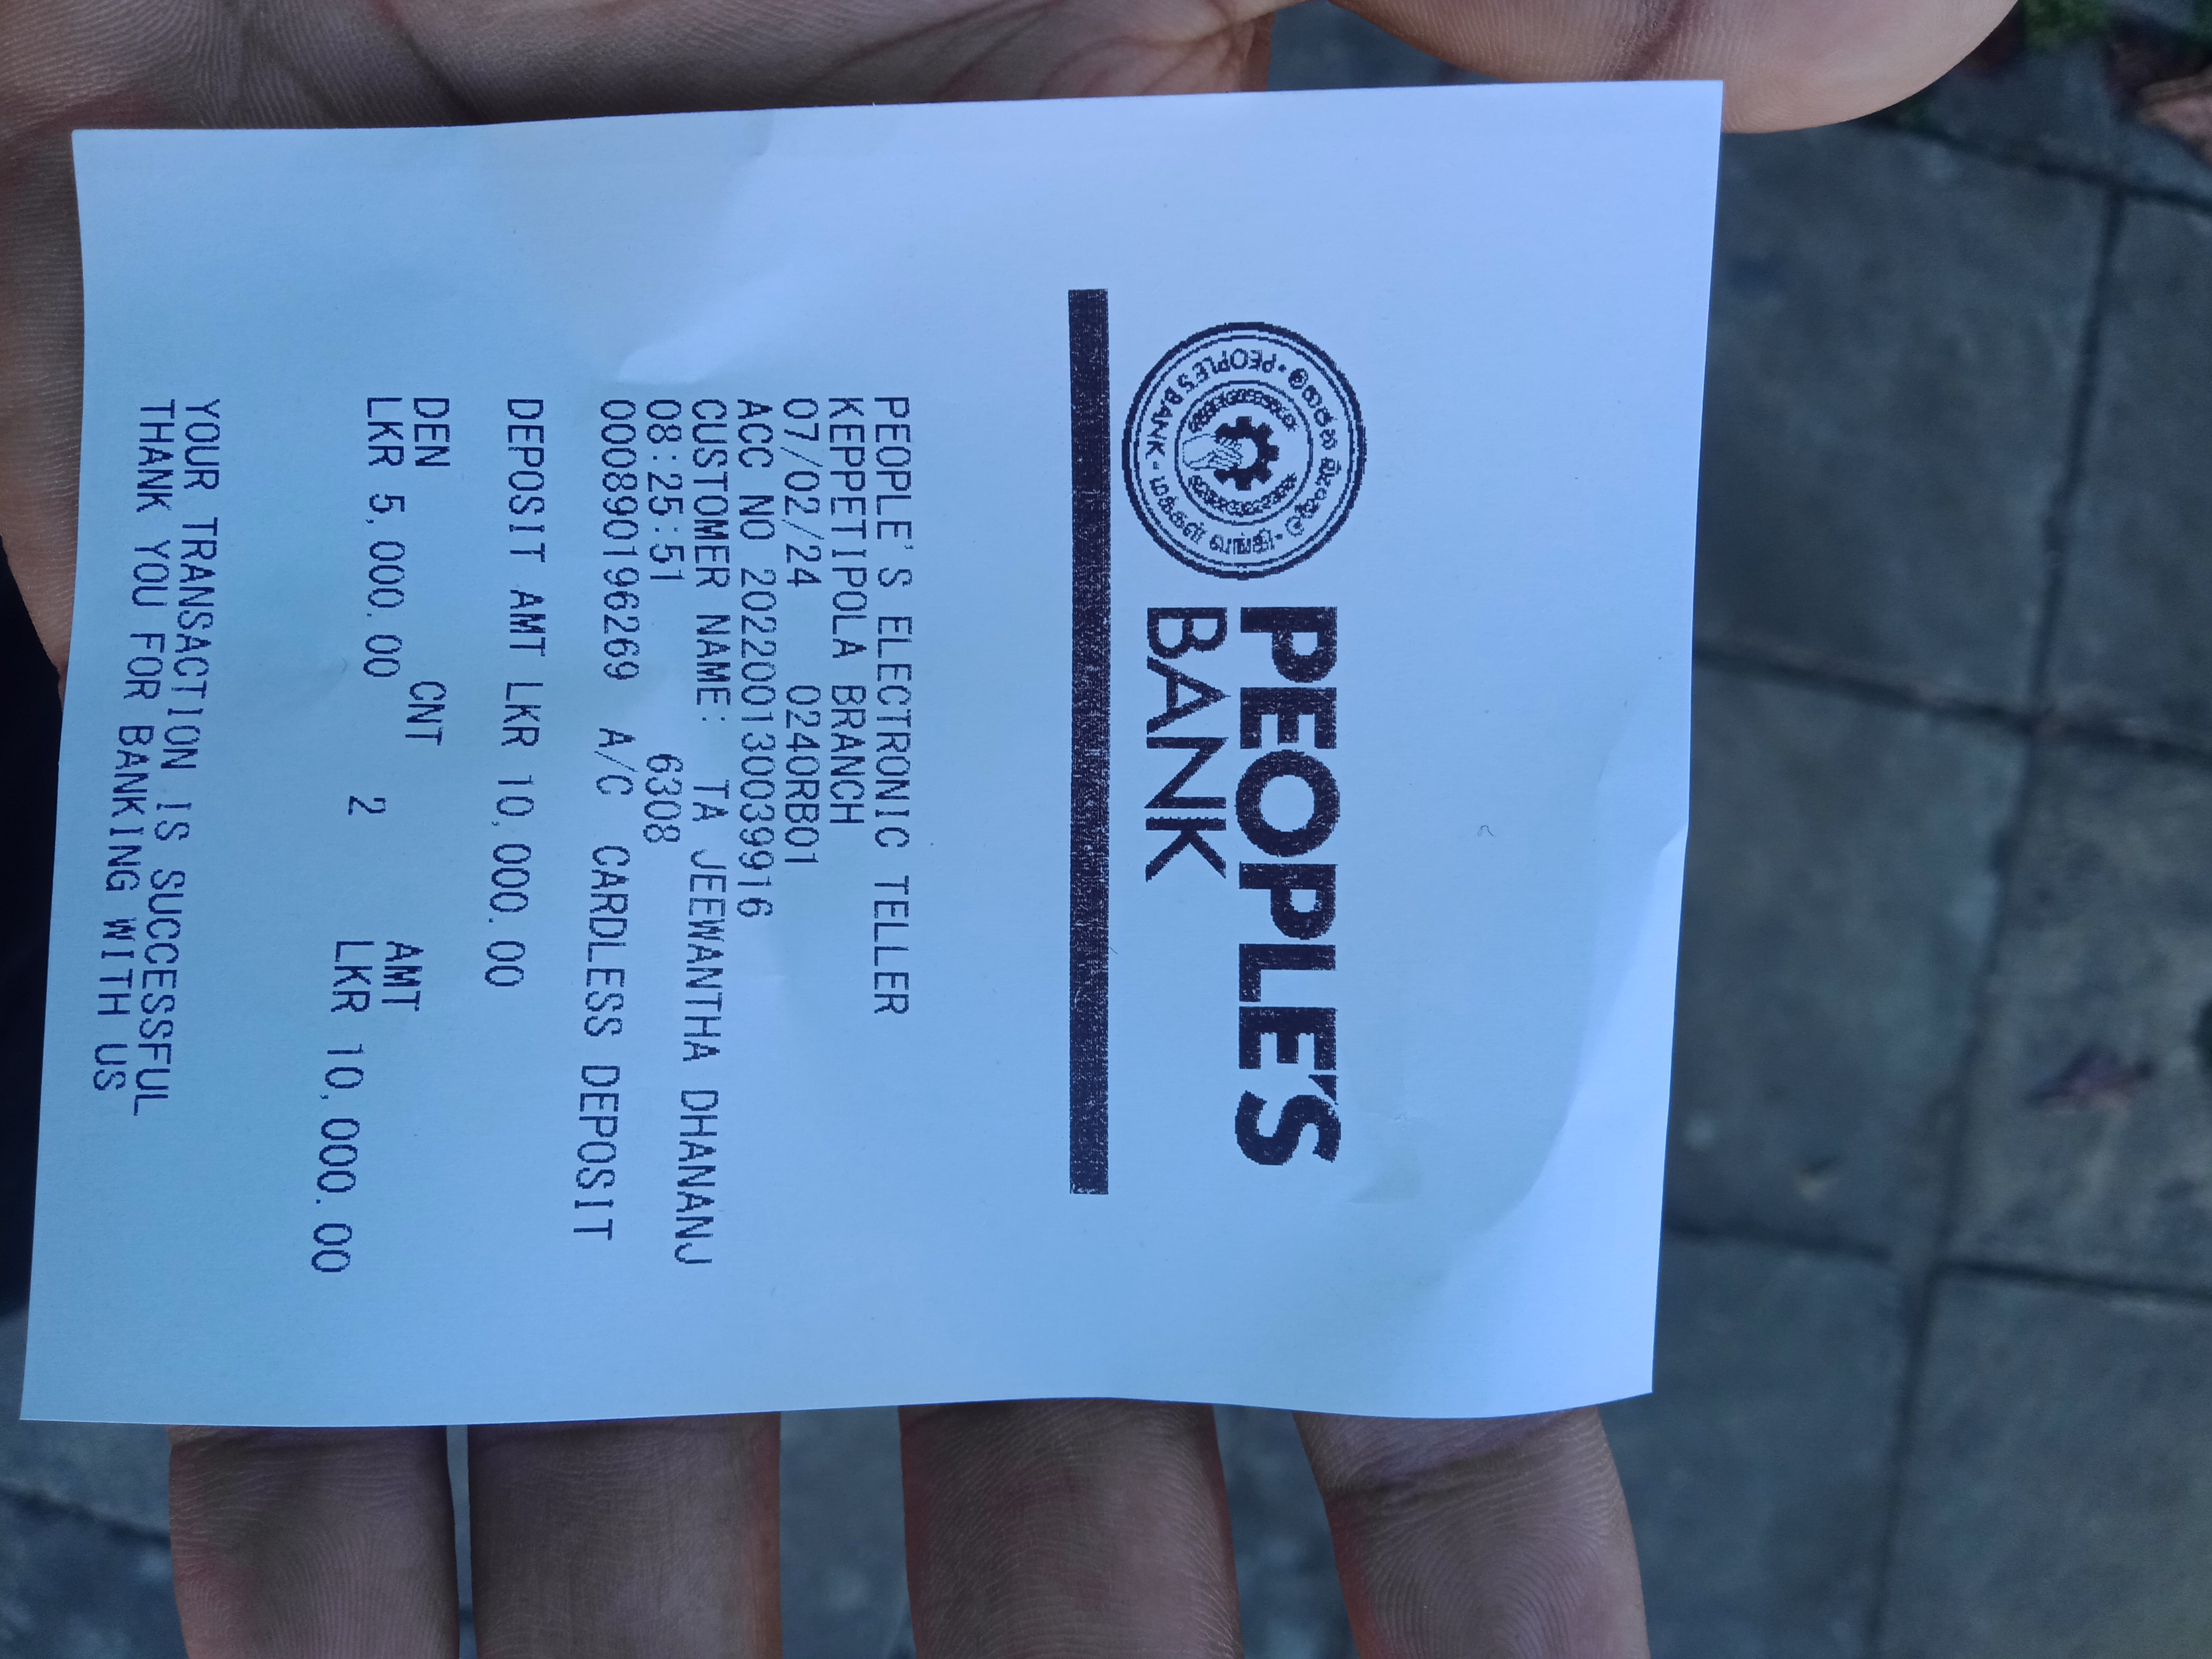 PEOPLE'S BANK
PEOPLE'S
BANK
PEOPLE'S ELECTRONIC TELLER
KEPPETIPOLA BRANCH
07/02/24 0240RB01
ACC NO 202200130039916
CUSTOMER NAME: TA JEEWANTHA DHANANJ
08:25:51 6308
000890196269 A/C CARDLESS DEPOSIT
DEPOSIT AMT LKR 10,000.00
DEN CNT AMT
LKR 5,000.00 2 LKR 10,000.00
YOUR TRANSACTION IS SUCCESSFUL
THANK YOU FOR BANKING WITH US